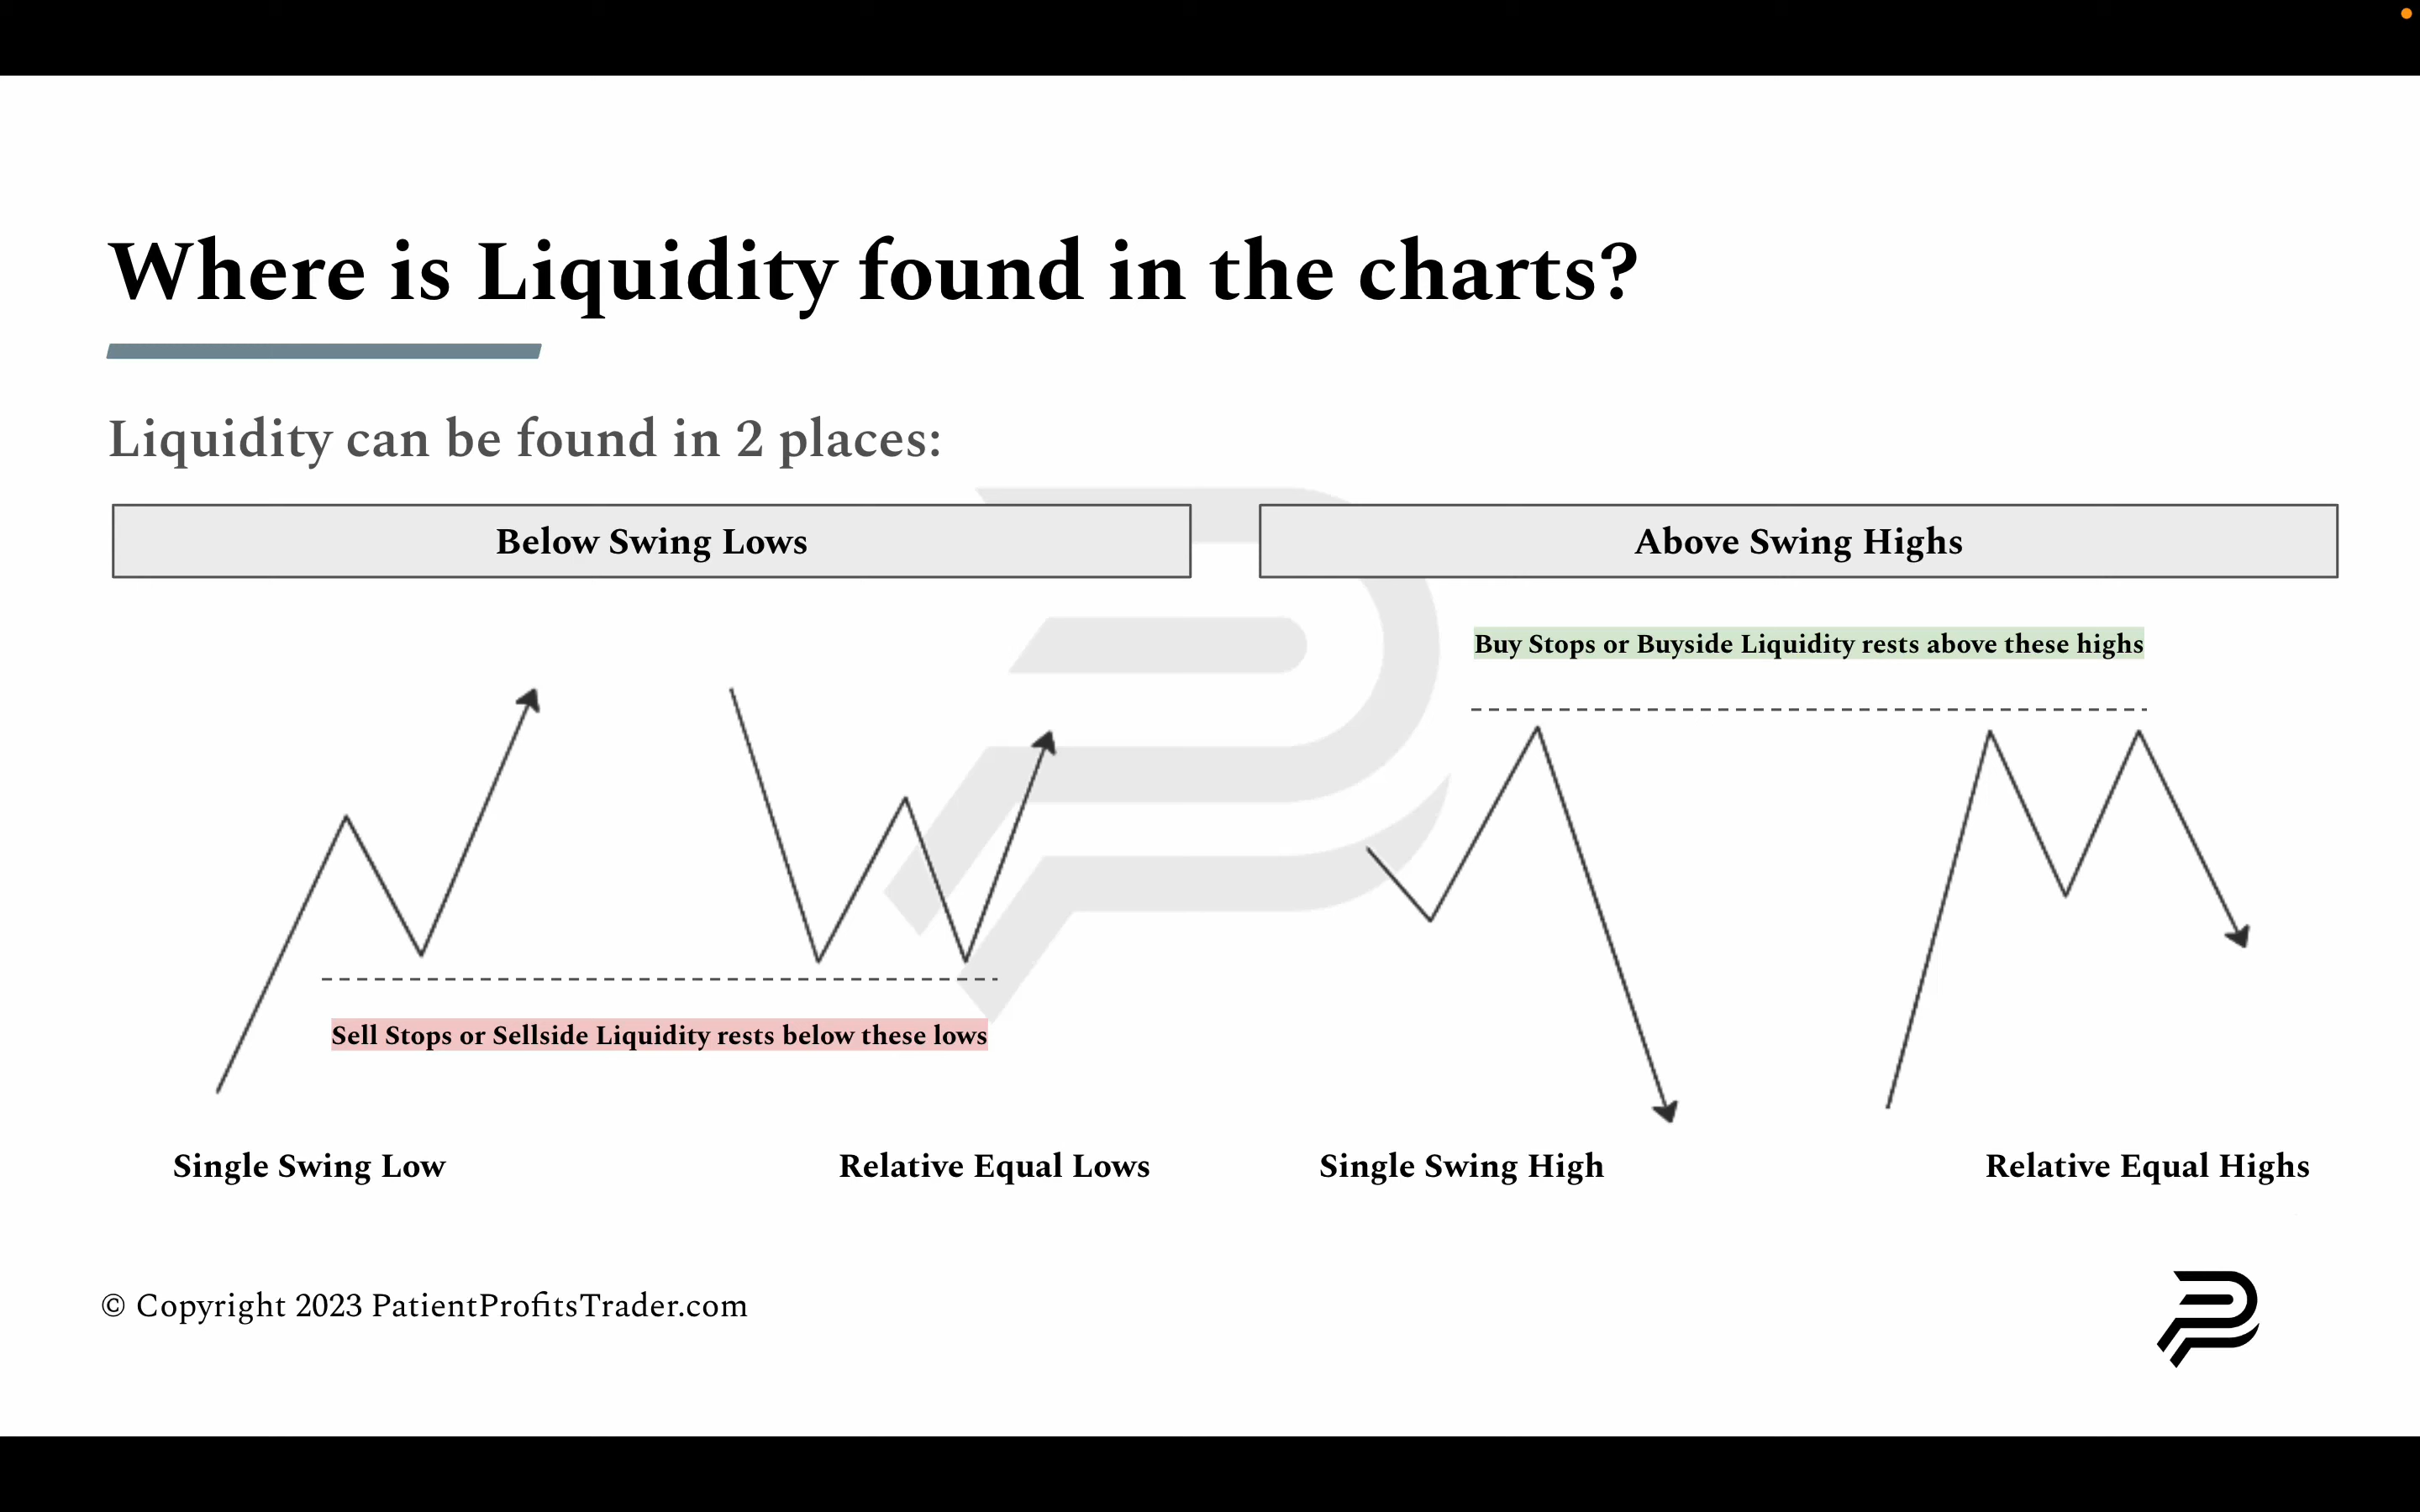 Where is Liquidity found in the charts?
Liquidity can be found in 2 places:
Below Swing Lows
Above Swing Highs
Buy Stops or Buyside Liquidity rests above these highs
Sell Stops or Sellside Liquidity rests below these lows
Single Swing Low
Relative Equal Lows
Single Swing High
Relative Equal Highs
© Copyright 2023 PatientProfitsTrader.com